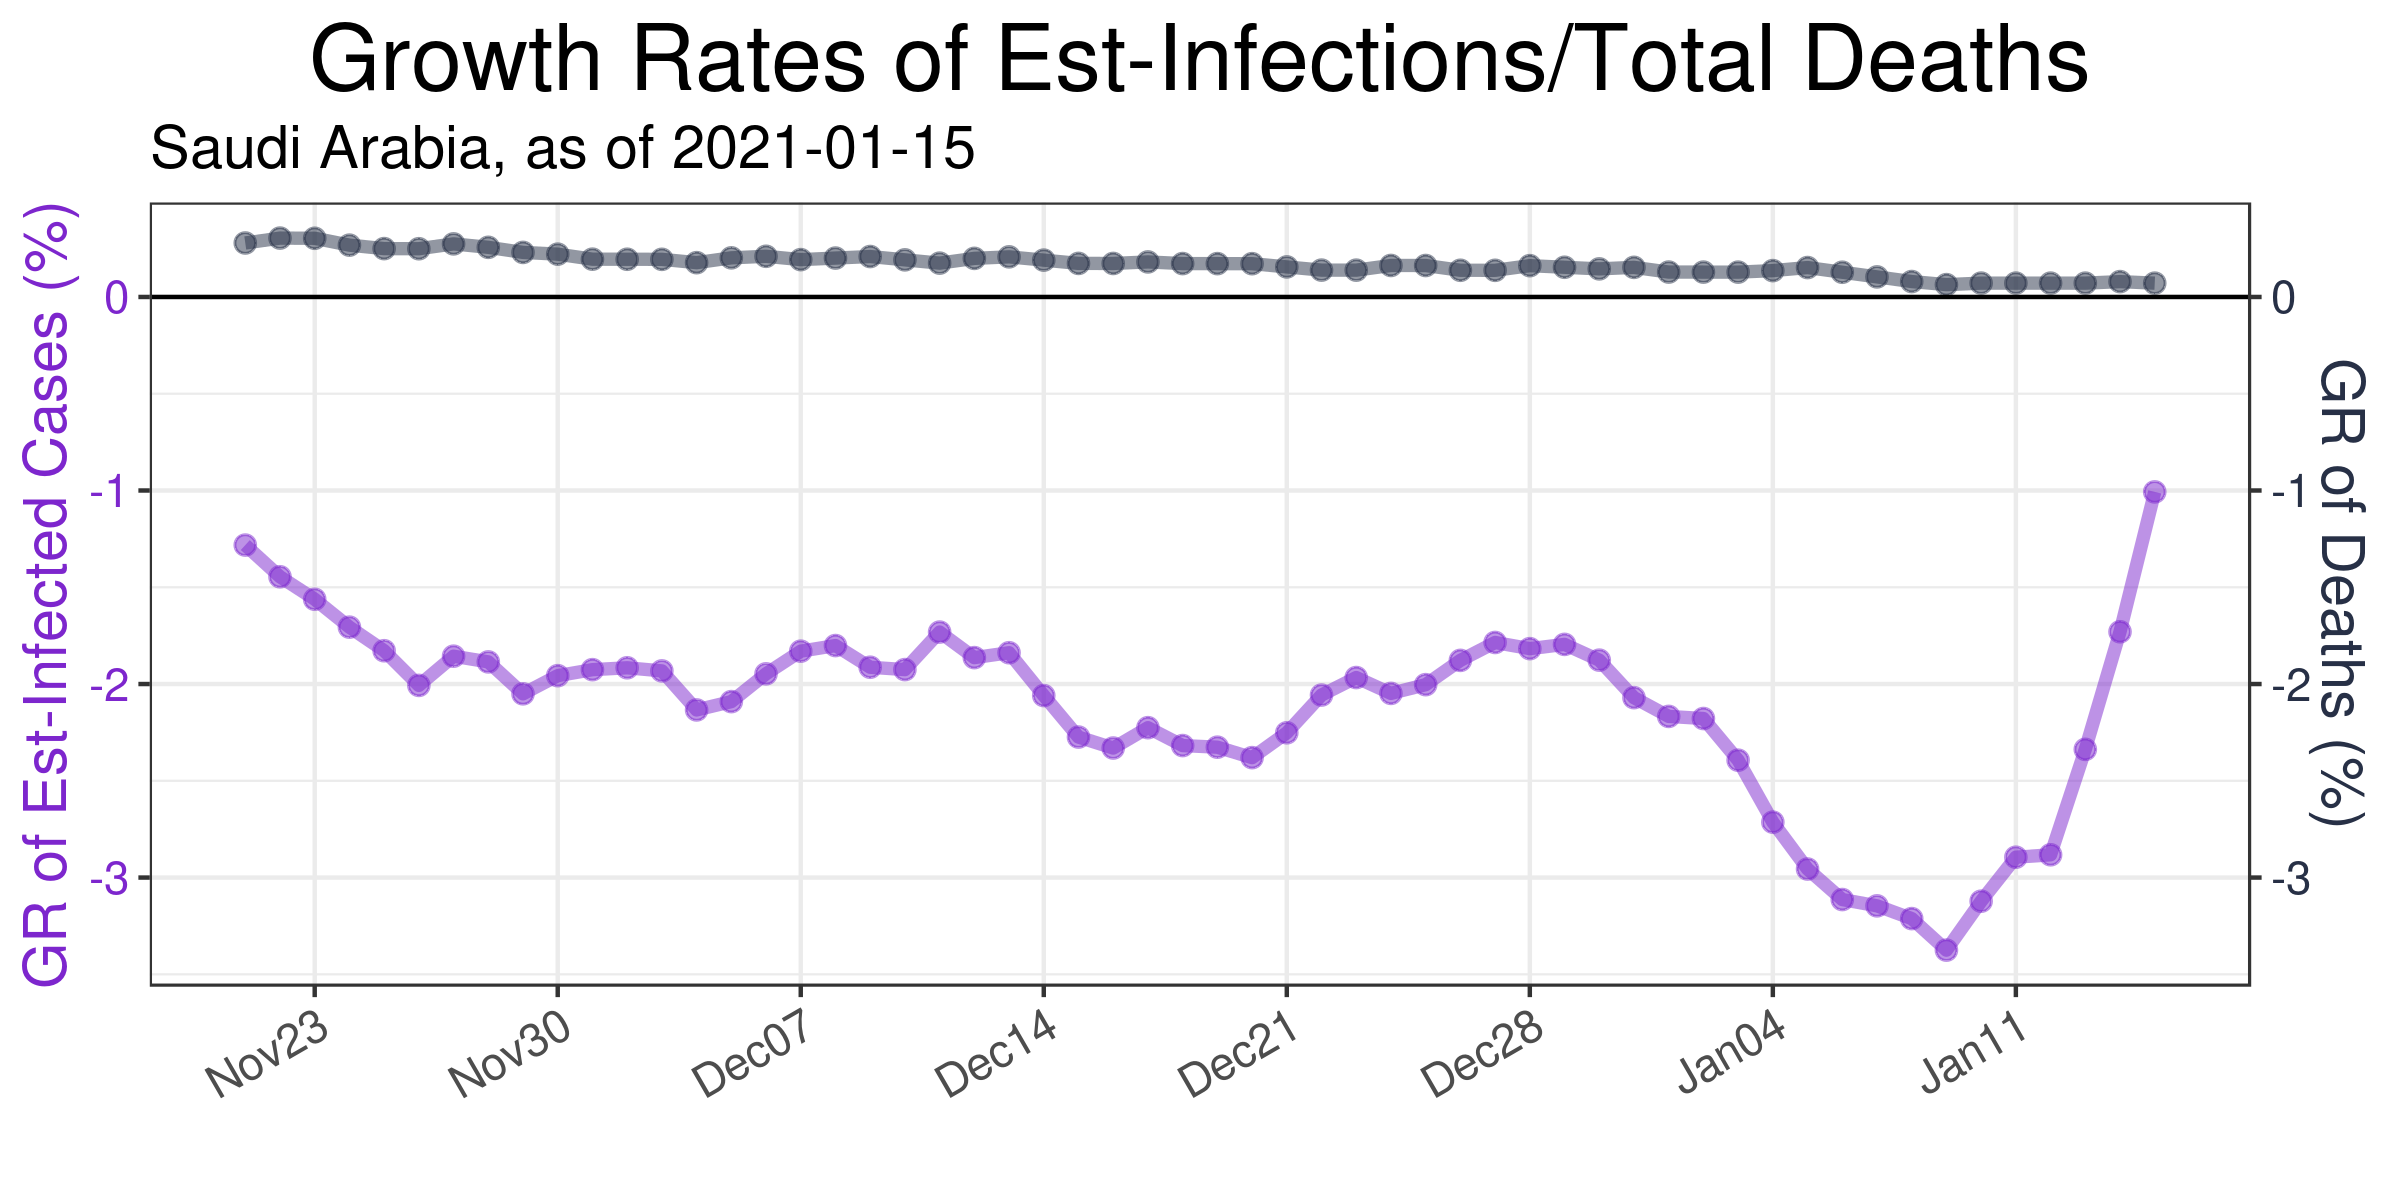 Growth Rates of Est-Infections/Total Deaths
Saudi Arabia, as of 2021-01-15
GR of Est-Infected Cases (%)
0
-1
-2
-3
0
-1
-2
-3
GR of Deaths (%)
Nov23
Nov30
Dec07
Dec14
Dec21
Dec28
Jan04
Jan11